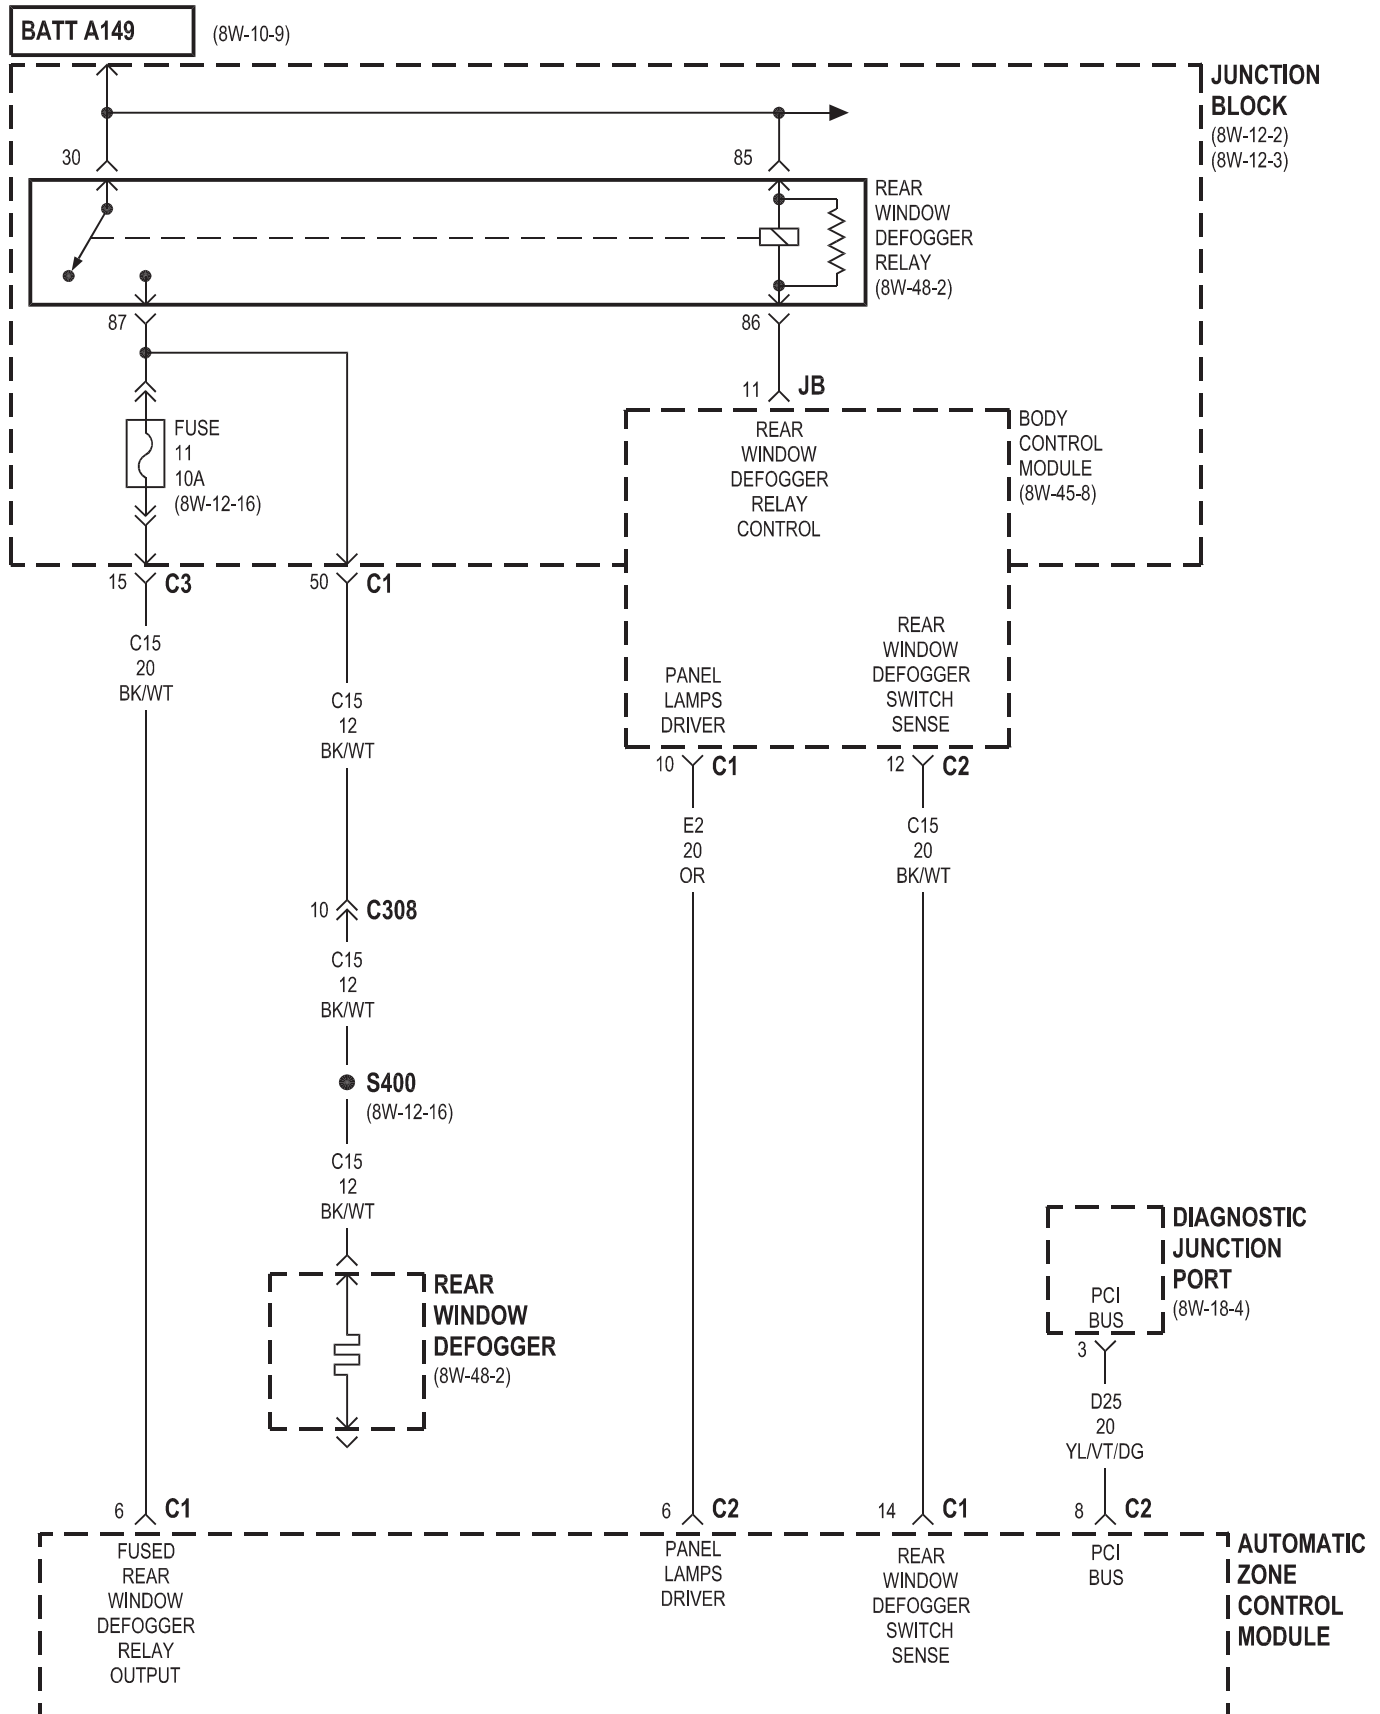 BATT A149
(8W-10-9)
JUNCTION
BLOCK
(8W-12-2)
(8W-12-3)
30
85
REAR
WINDOW
DEFOGGER
RELAY
(8W-48-2)
87
86
11 JB
FUSE
11
10A
(8W-12-16)
REAR
WINDOW
DEFOGGER
RELAY
CONTROL
BODY
CONTROL
MODULE
(8W-45-8)
15 C3
50 C1
C15
20
BK/WT
C15
12
BK/WT
PANEL
LAMPS
DRIVER
REAR
WINDOW
DEFOGGER
SWITCH
SENSE
10 C1
12 C2
E2
20
OR
C15
20
BK/WT
10 C308
C15
12
BK/WT
S400
(8W-12-16)
C15
12
BK/WT
REAR
WINDOW
DEFOGGER
(8W-48-2)
DIAGNOSTIC
JUNCTION
PORT
(8W-18-4)
PCI
BUS
3
D25
20
YL/VT/DG
6 C1
6 C2
14 C1
8 C2
FUSED
REAR
WINDOW
DEFOGGER
RELAY
OUTPUT
PANEL
LAMPS
DRIVER
REAR
WINDOW
DEFOGGER
SWITCH
SENSE
PCI
BUS
AUTOMATIC
ZONE
CONTROL
MODULE